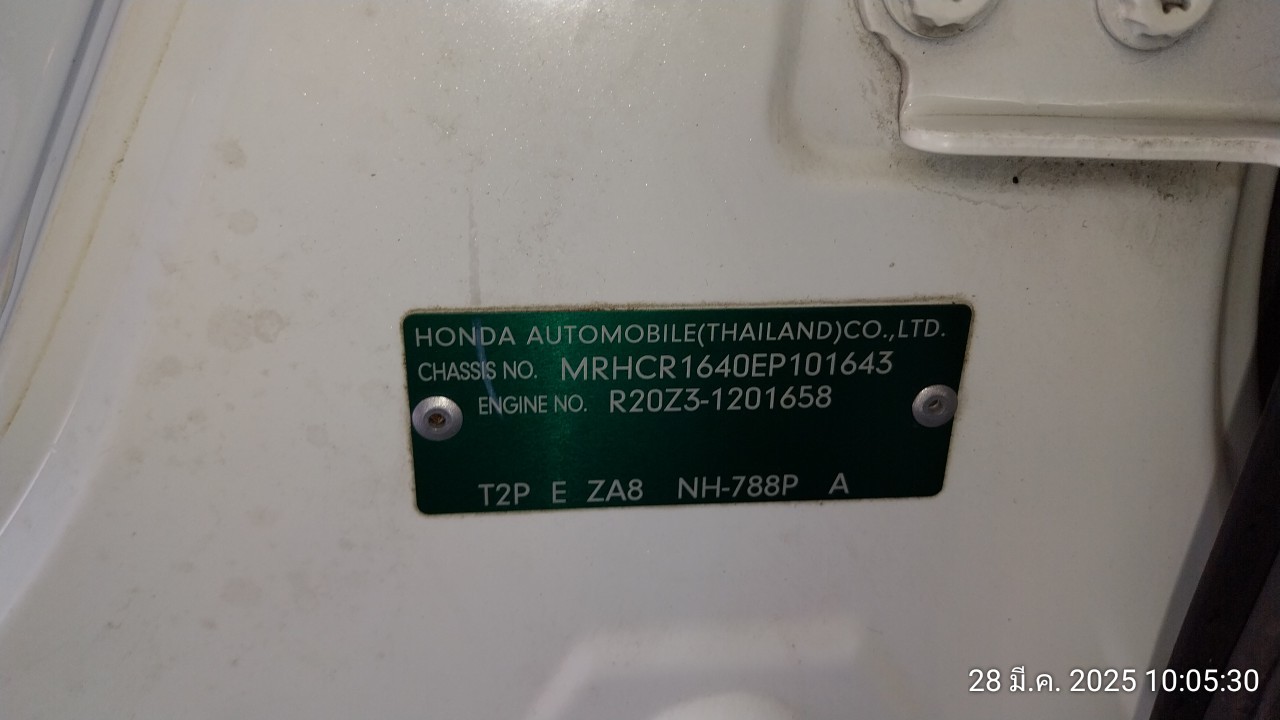 HONDA AUTOMOBILE(THAILAND)CO.,LTD.
CHASSIS NO. MRHCR1640EP101643
ENGINE NO. R20Z3-1201658
T2P E ZA8 NH-788P A
28 มี.ค. 2025 10:05:30